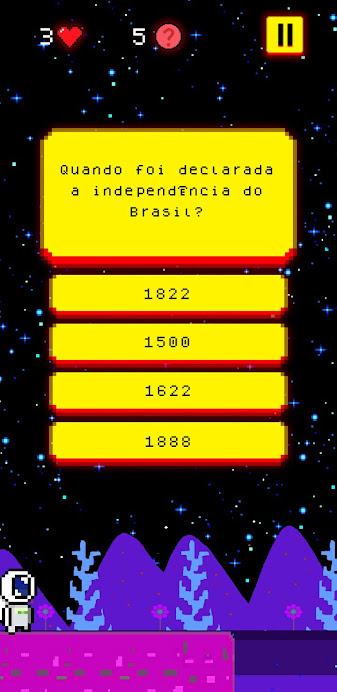 3
5 ?
Quando foi declarada
a independência do
Brasil?
1822
1500
1622
1888